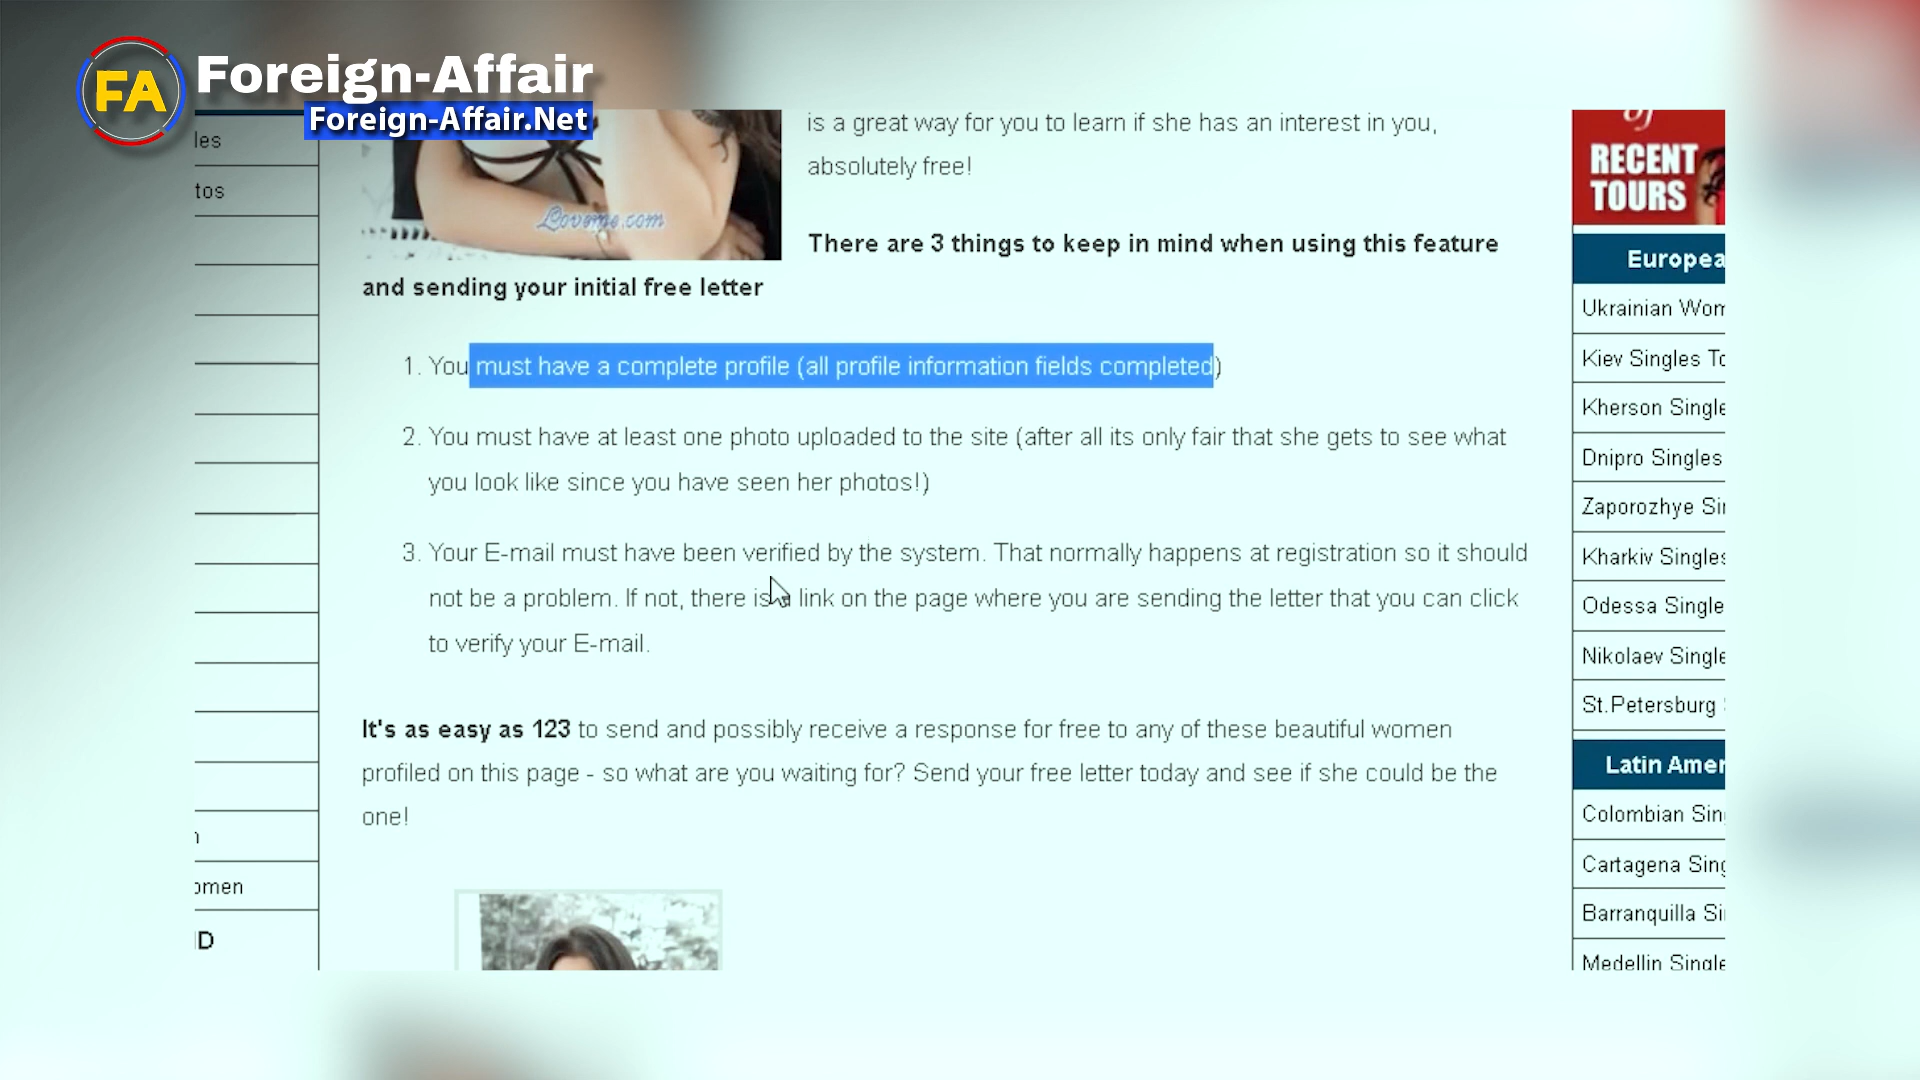 FA
Foreign-Affair
Foreign-Affair.Net
les
tos
omen
ID
Loveme.com
is a great way for you to learn if she has an interest in you,
absolutely free!
There are 3 things to keep in mind when using this feature
and sending your initial free letter
1. You must have a complete profile (all profile information fields completed)
2. You must have at least one photo uploaded to the site (after all its only fair that she gets to see what
you look like since you have seen her photos!)
3. Your E-mail must have been verified by the system. That normally happens at registration so it should
not be a problem. If not, there is a link on the page where you are sending the letter that you can click
to verify your E-mail.
It's as easy as 123 to send and possibly receive a response for free to any of these beautiful women
profiled on this page - so what are you waiting for? Send your free letter today and see if she could be the
one!
of
RECENT
TOURS
Europea
Ukrainian Wom
Kiev Singles To
Kherson Single
Dnipro Singles
Zaporozhye Sin
Kharkiv Singles
Odessa Single
Nikolaev Single
St.Petersburg
Latin Amer
Colombian Sing
Cartagena Sing
Barranquilla Sin
Medellin Single